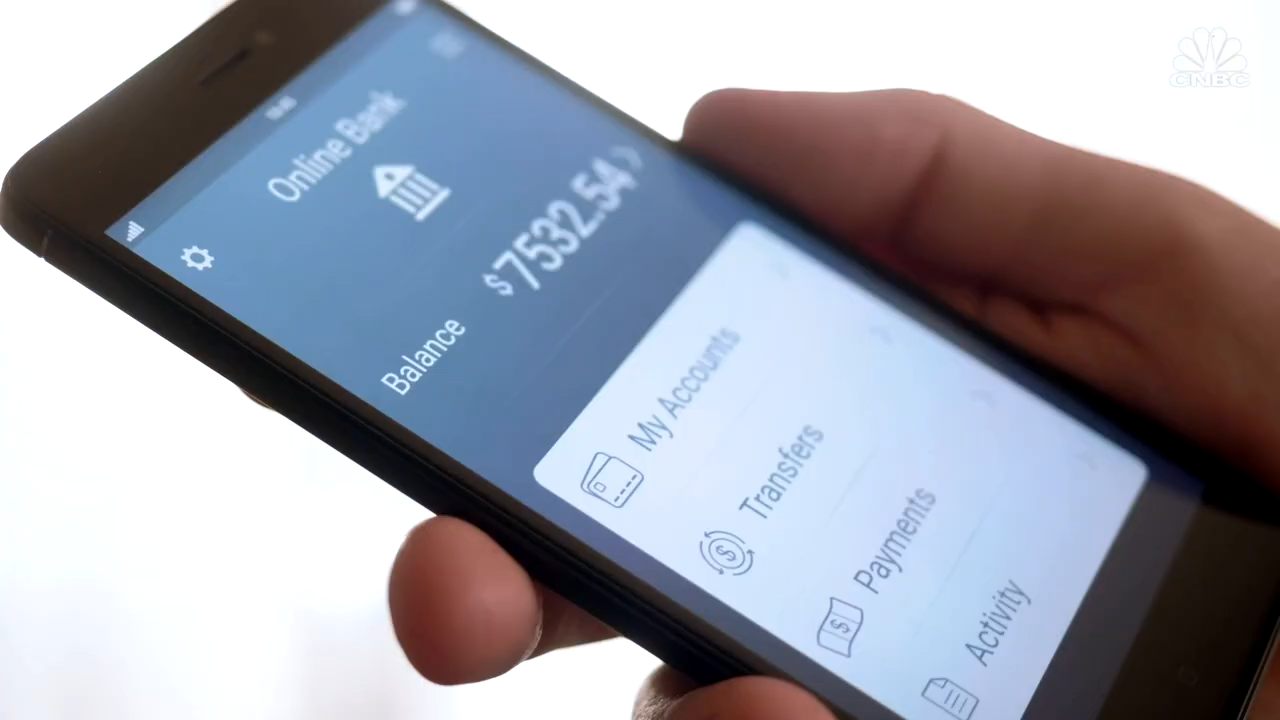 CNBC
Online Bank
Balance
$7532.54
My Accounts
Transfers
Payments
Activity